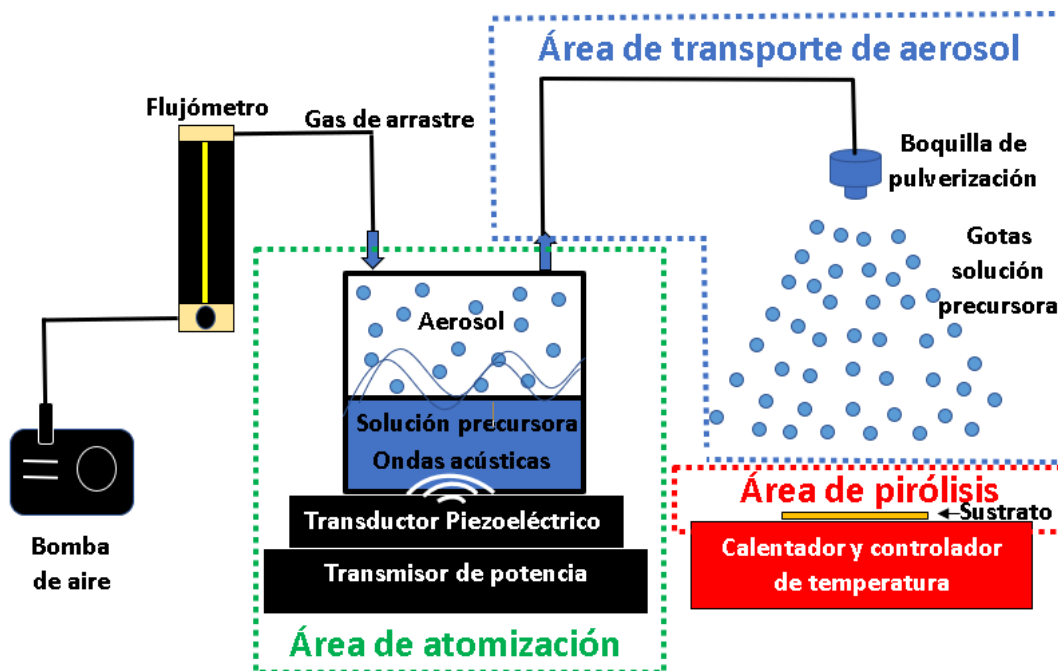 Área de transporte de aerosol
Flujómetro
Gas de arrastre
Boquilla de
pulverización
Gotas
solución
precursora
Aerosol
Solución precursora
Ondas acústicas
Transductor Piezoeléctrico
Transmisor de potencia
Área de atomización
Bomba
de aire
Área de pirólisis
Sustrato
Calentador y controlador
de temperatura